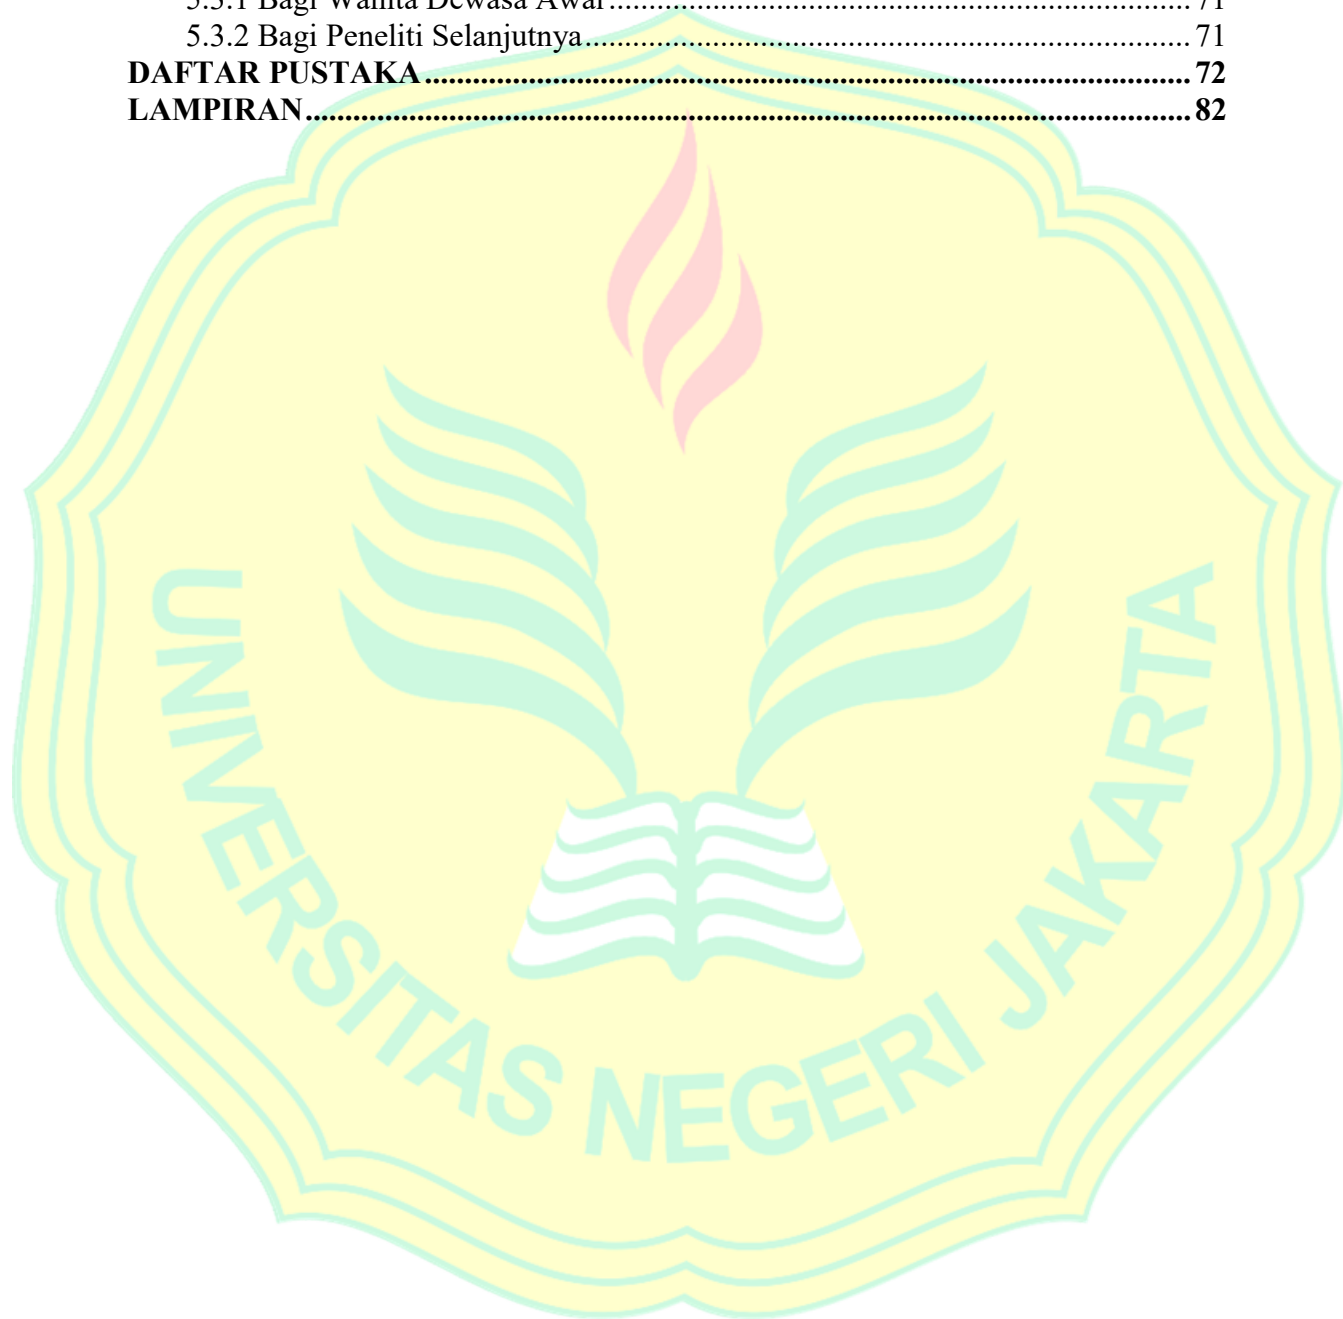 5.3.1 Bagi Wanita Dewasa Awal........................................................................ 71
5.3.2 Bagi Peneliti Selanjutnya........................................................................... 71
DAFTAR PUSTAKA................................................................................................ 72
LAMPIRAN............................................................................................................... 82
UNIVERSITAS NEGERI JAKARTA